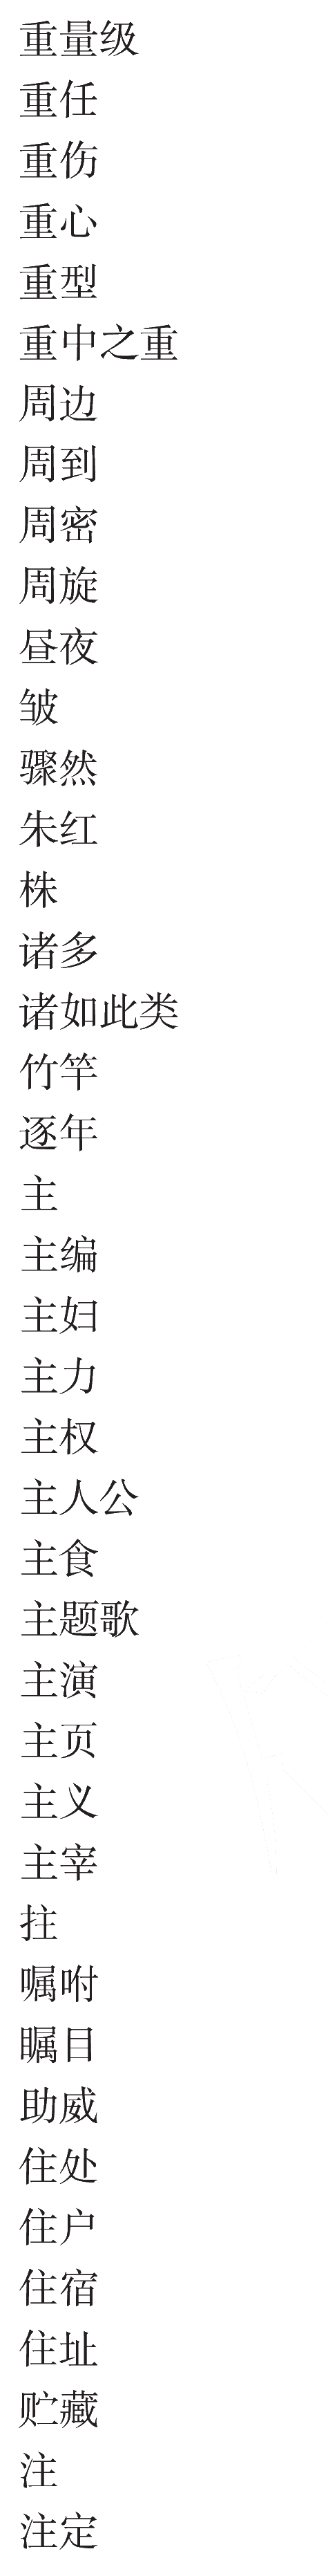 重量级
重任
重伤
重心
重型
重中之重
周边
周到
周密
周旋
昼夜
皱
骤然
朱红
株
诸多
诸如此类
竹竿
逐年
主
主编
主妇
主力
主权
主人公
主食
主题歌
主演
主页
主义
主宰
拄
嘱咐
瞩目
助威
住处
住户
住宿
住址
贮藏
注
注定